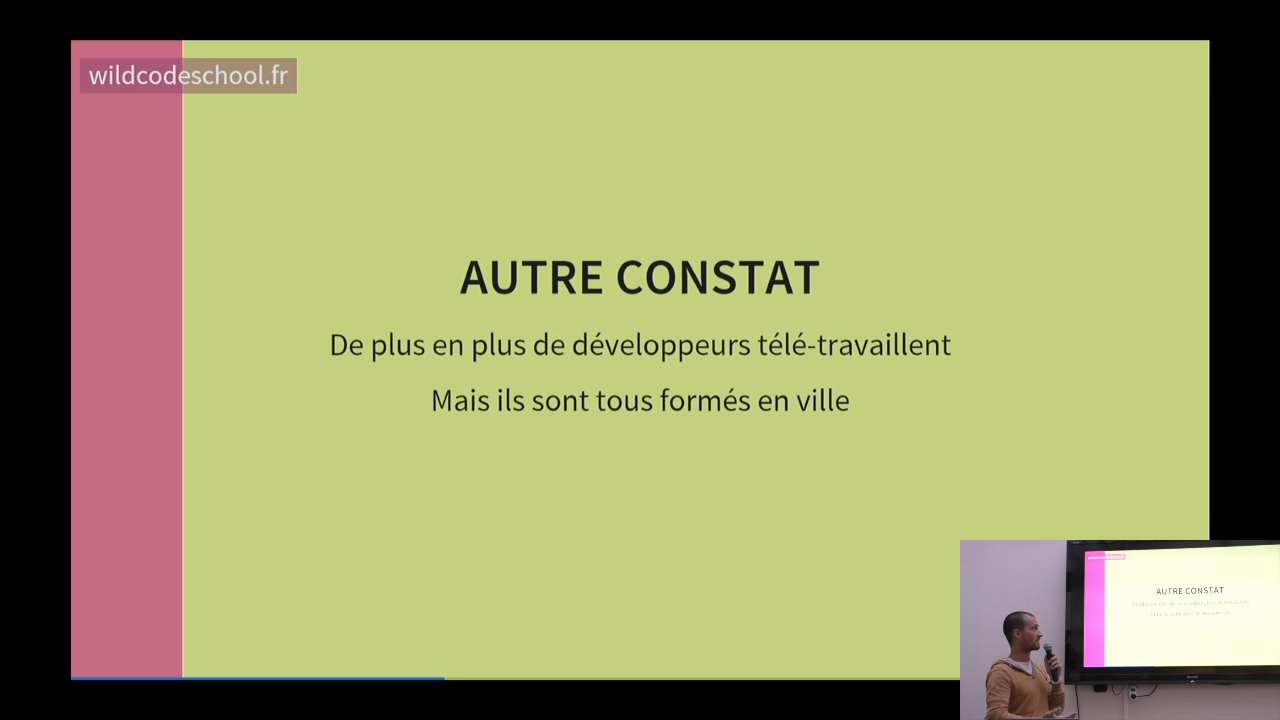 wildcodeschool.fr
AUTRE CONSTAT
De plus en plus de développeurs télé-travaillent
Mais ils sont tous formés en ville
AUTRE CONSTAT